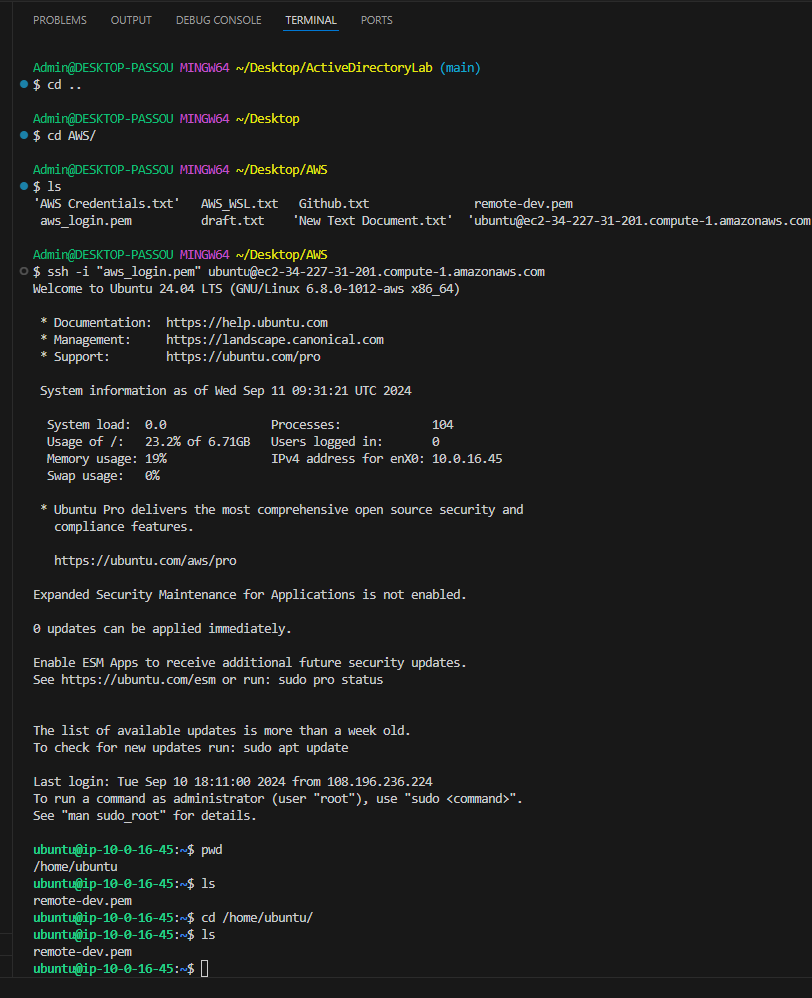 PROBLEMS OUTPUT DEBUG CONSOLE TERMINAL PORTS
Admin@DESKTOP-PASSOU MINGW64 ~/Desktop/ActiveDirectoryLab (main)
$ cd ..
Admin@DESKTOP-PASSOU MINGW64 ~/Desktop
$ cd AWS/
Admin@DESKTOP-PASSOU MINGW64 ~/Desktop/AWS
$ ls
'AWS Credentials.txt' AWS_WSL.txt Github.txt remote-dev.pem
aws_login.pem draft.txt 'New Text Document.txt' 'ubuntu@ec2-34-227-31-201.compute-1.amazonaws.com
Admin@DESKTOP-PASSOU MINGW64 ~/Desktop/AWS
$ ssh -i "aws_login.pem" ubuntu@ec2-34-227-31-201.compute-1.amazonaws.com
Welcome to Ubuntu 24.04 LTS (GNU/Linux 6.8.0-1012-aws x86_64)
* Documentation: https://help.ubuntu.com
* Management: https://landscape.canonical.com
* Support: https://ubuntu.com/pro
System information as of Wed Sep 11 09:31:21 UTC 2024
System load: 0.0 Processes: 104
Usage of /: 23.2% of 6.71GB Users logged in: 0
Memory usage: 19% IPv4 address for enX0: 10.0.16.45
Swap usage: 0%
* Ubuntu Pro delivers the most comprehensive open source security and
compliance features.
https://ubuntu.com/aws/pro
Expanded Security Maintenance for Applications is not enabled.
0 updates can be applied immediately.
Enable ESM Apps to receive additional future security updates.
See https://ubuntu.com/esm or run: sudo pro status
The list of available updates is more than a week old.
To check for new updates run: sudo apt update
Last login: Tue Sep 10 18:11:00 2024 from 108.196.236.224
To run a command as administrator (user "root"), use "sudo <command>".
See "man sudo_root" for details.
ubuntu@ip-10-0-16-45:~$ pwd
/home/ubuntu
ubuntu@ip-10-0-16-45:~$ ls
remote-dev.pem
ubuntu@ip-10-0-16-45:~$ cd /home/ubuntu/
ubuntu@ip-10-0-16-45:~$ ls
remote-dev.pem
ubuntu@ip-10-0-16-45:~$